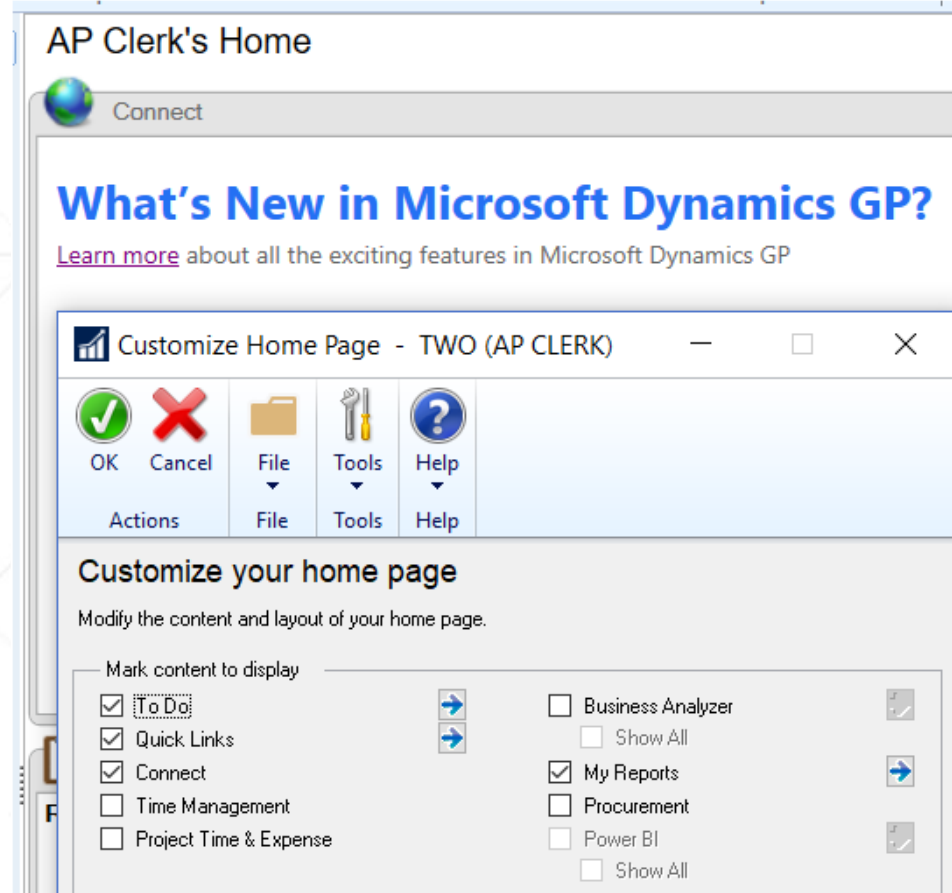 AP Clerk's Home
Connect
What's New in Microsoft Dynamics GP?
Learn more about all the exciting features in Microsoft Dynamics GP
Customize Home Page - TWO (AP CLERK)
OK Cancel File Tools Help
Actions File Tools Help
Customize your home page
Modify the content and layout of your home page.
Mark content to display
To Do
Quick Links
Connect
Time Management
Project Time & Expense
Business Analyzer
Show All
My Reports
Procurement
Power BI
Show All